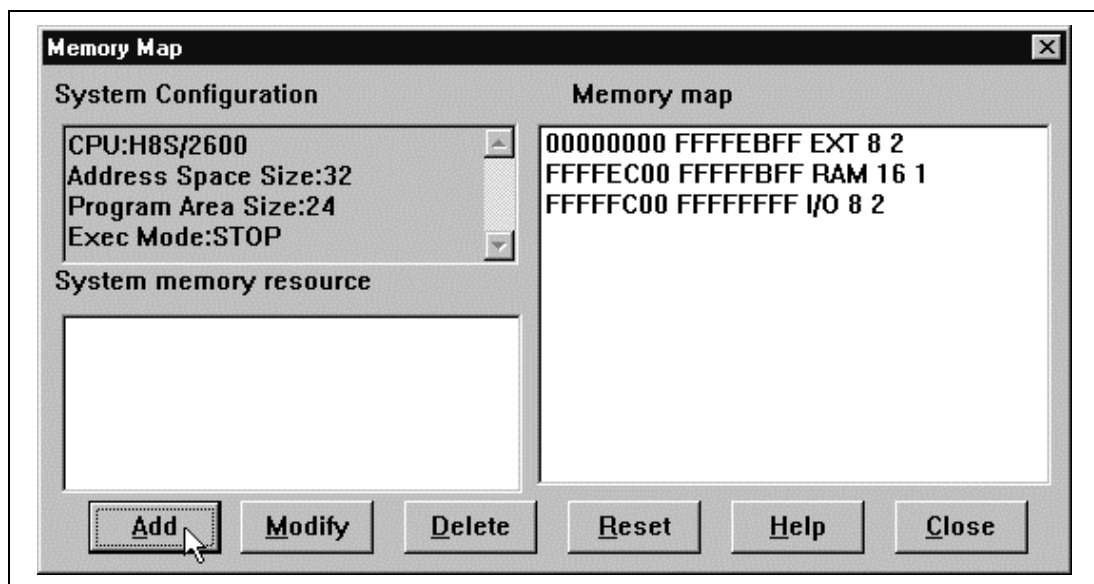 Memory Map
System Configuration
CPU:H8S/2600
Address Space Size:32
Program Area Size:24
Exec Mode:STOP
System memory resource
Memory map
00000000 FFFFEBFF EXT 8 2
FFFFEC00 FFFFFBFF RAM 16 1
FFFFFC00 FFFFFFFF I/O 8 2
Add
Modify
Delete
Reset
Help
Close